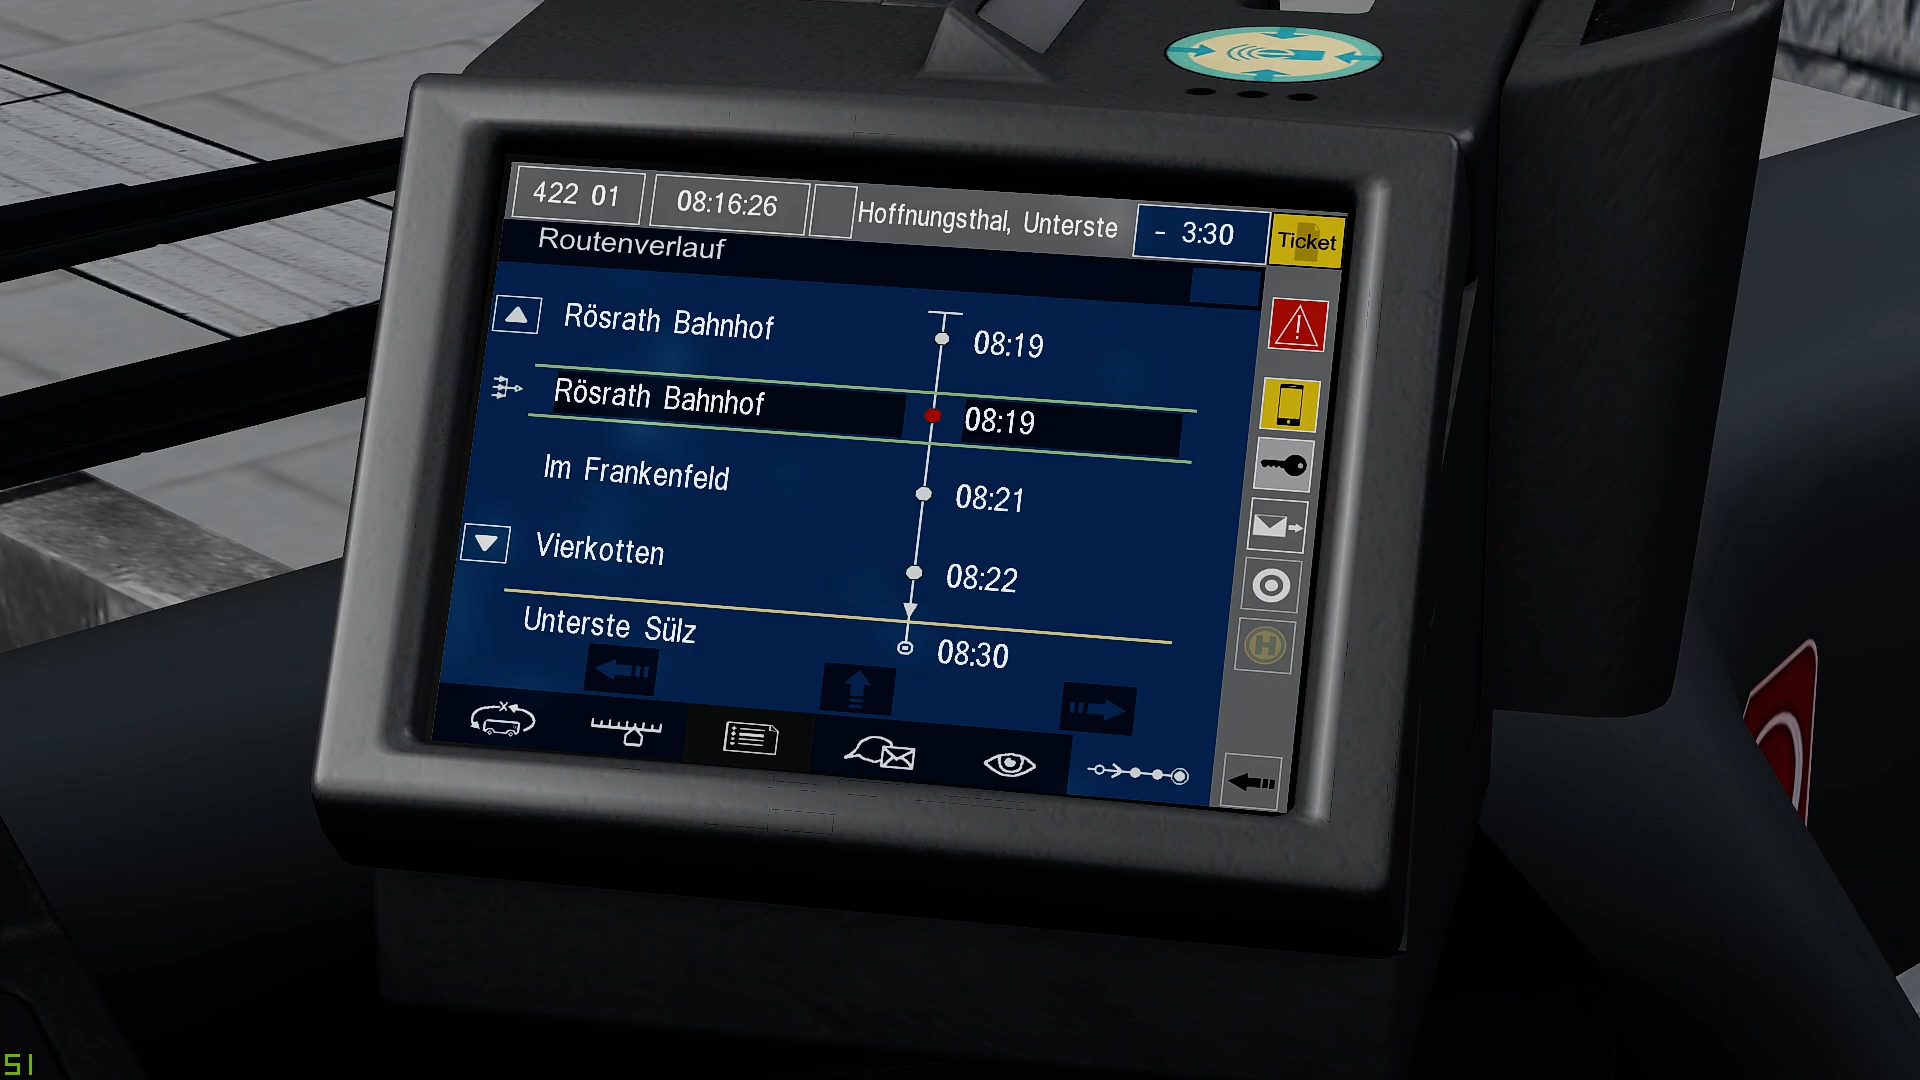 422 01 08:16:26 Hoffnungsthal, Unterste - 3:30 Ticket
Routenverlauf
Rösrath Bahnhof 08:19
Rösrath Bahnhof 08:19
Im Frankenfeld 08:21
Vierkotten 08:22
Unterste Sülz 08:30
H
51